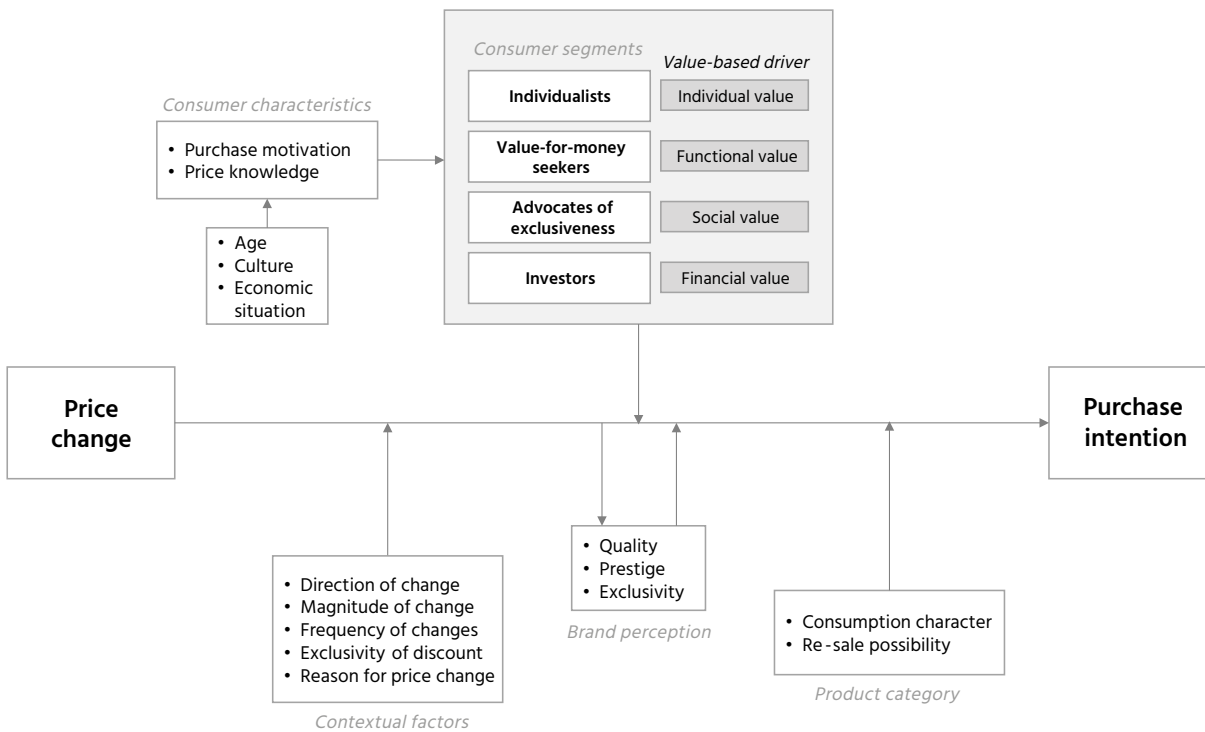 Consumer segments
Value-based driver
Individualists
Individual value
Value-for-money
seekers
Functional value
Advocates of
exclusiveness
Social value
Investors
Financial value
Consumer characteristics
• Purchase motivation
• Price knowledge
• Age
• Culture
• Economic
situation
Price
change
Purchase
intention
• Direction of change
• Magnitude of change
• Frequency of changes
• Exclusivity of discount
• Reason for price change
Contextual factors
• Quality
• Prestige
• Exclusivity
Brand perception
• Consumption character
• Re-sale possibility
Product category